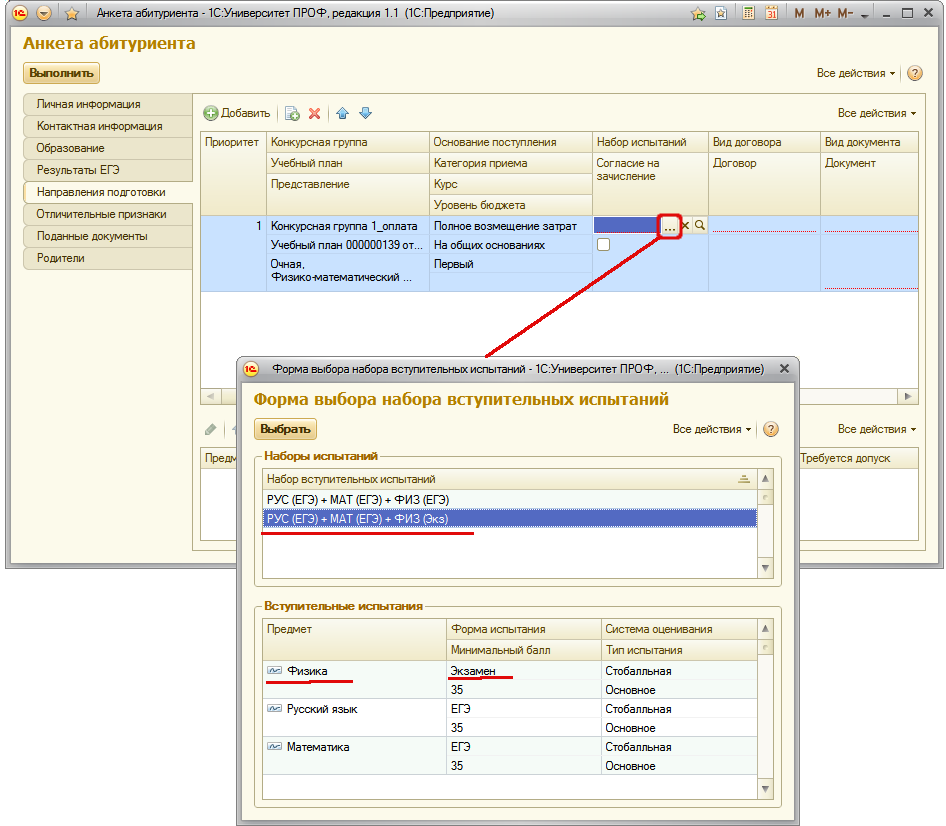 Анкета абитуриента - 1С:Университет ПРОФ, редакция 1.1 (1С:Предприятие)
M M+ M-
Анкета абитуриента
Выполнить
Все действия
Личная информация
Контактная информация
Образование
Результаты ЕГЭ
Направления подготовки
Отличительные признаки
Поданные документы
Родители
Добавить
Все действия
Приоритет Конкурсная группа Основание поступления Набор испытаний Вид договора Вид документа
Учебный план Категория приема Согласие на зачисление Договор Документ
Представление Курс
Уровень бюджета
1 Конкурсная группа 1_оплата Полное возмещение затрат ...
Учебный план 000000139 от... На общих основаниях
Очная, Первый
Физико-математический ...
Все действия
Предм
Требуется допуск
Форма выбора набора вступительных испытаний - 1С:Университет ПРОФ, ... (1С:Предприятие)
Форма выбора набора вступительных испытаний
Выбрать
Все действия
Наборы испытаний
Набор вступительных испытаний
РУС (ЕГЭ) + МАТ (ЕГЭ) + ФИЗ (ЕГЭ)
РУС (ЕГЭ) + МАТ (ЕГЭ) + ФИЗ (Экз)
Вступительные испытания
Предмет Форма испытания Система оценивания
Минимальный балл Тип испытания
Физика Экзамен Стобалльная
35 Основное
Русский язык ЕГЭ Стобалльная
35 Основное
Математика ЕГЭ Стобалльная
35 Основное